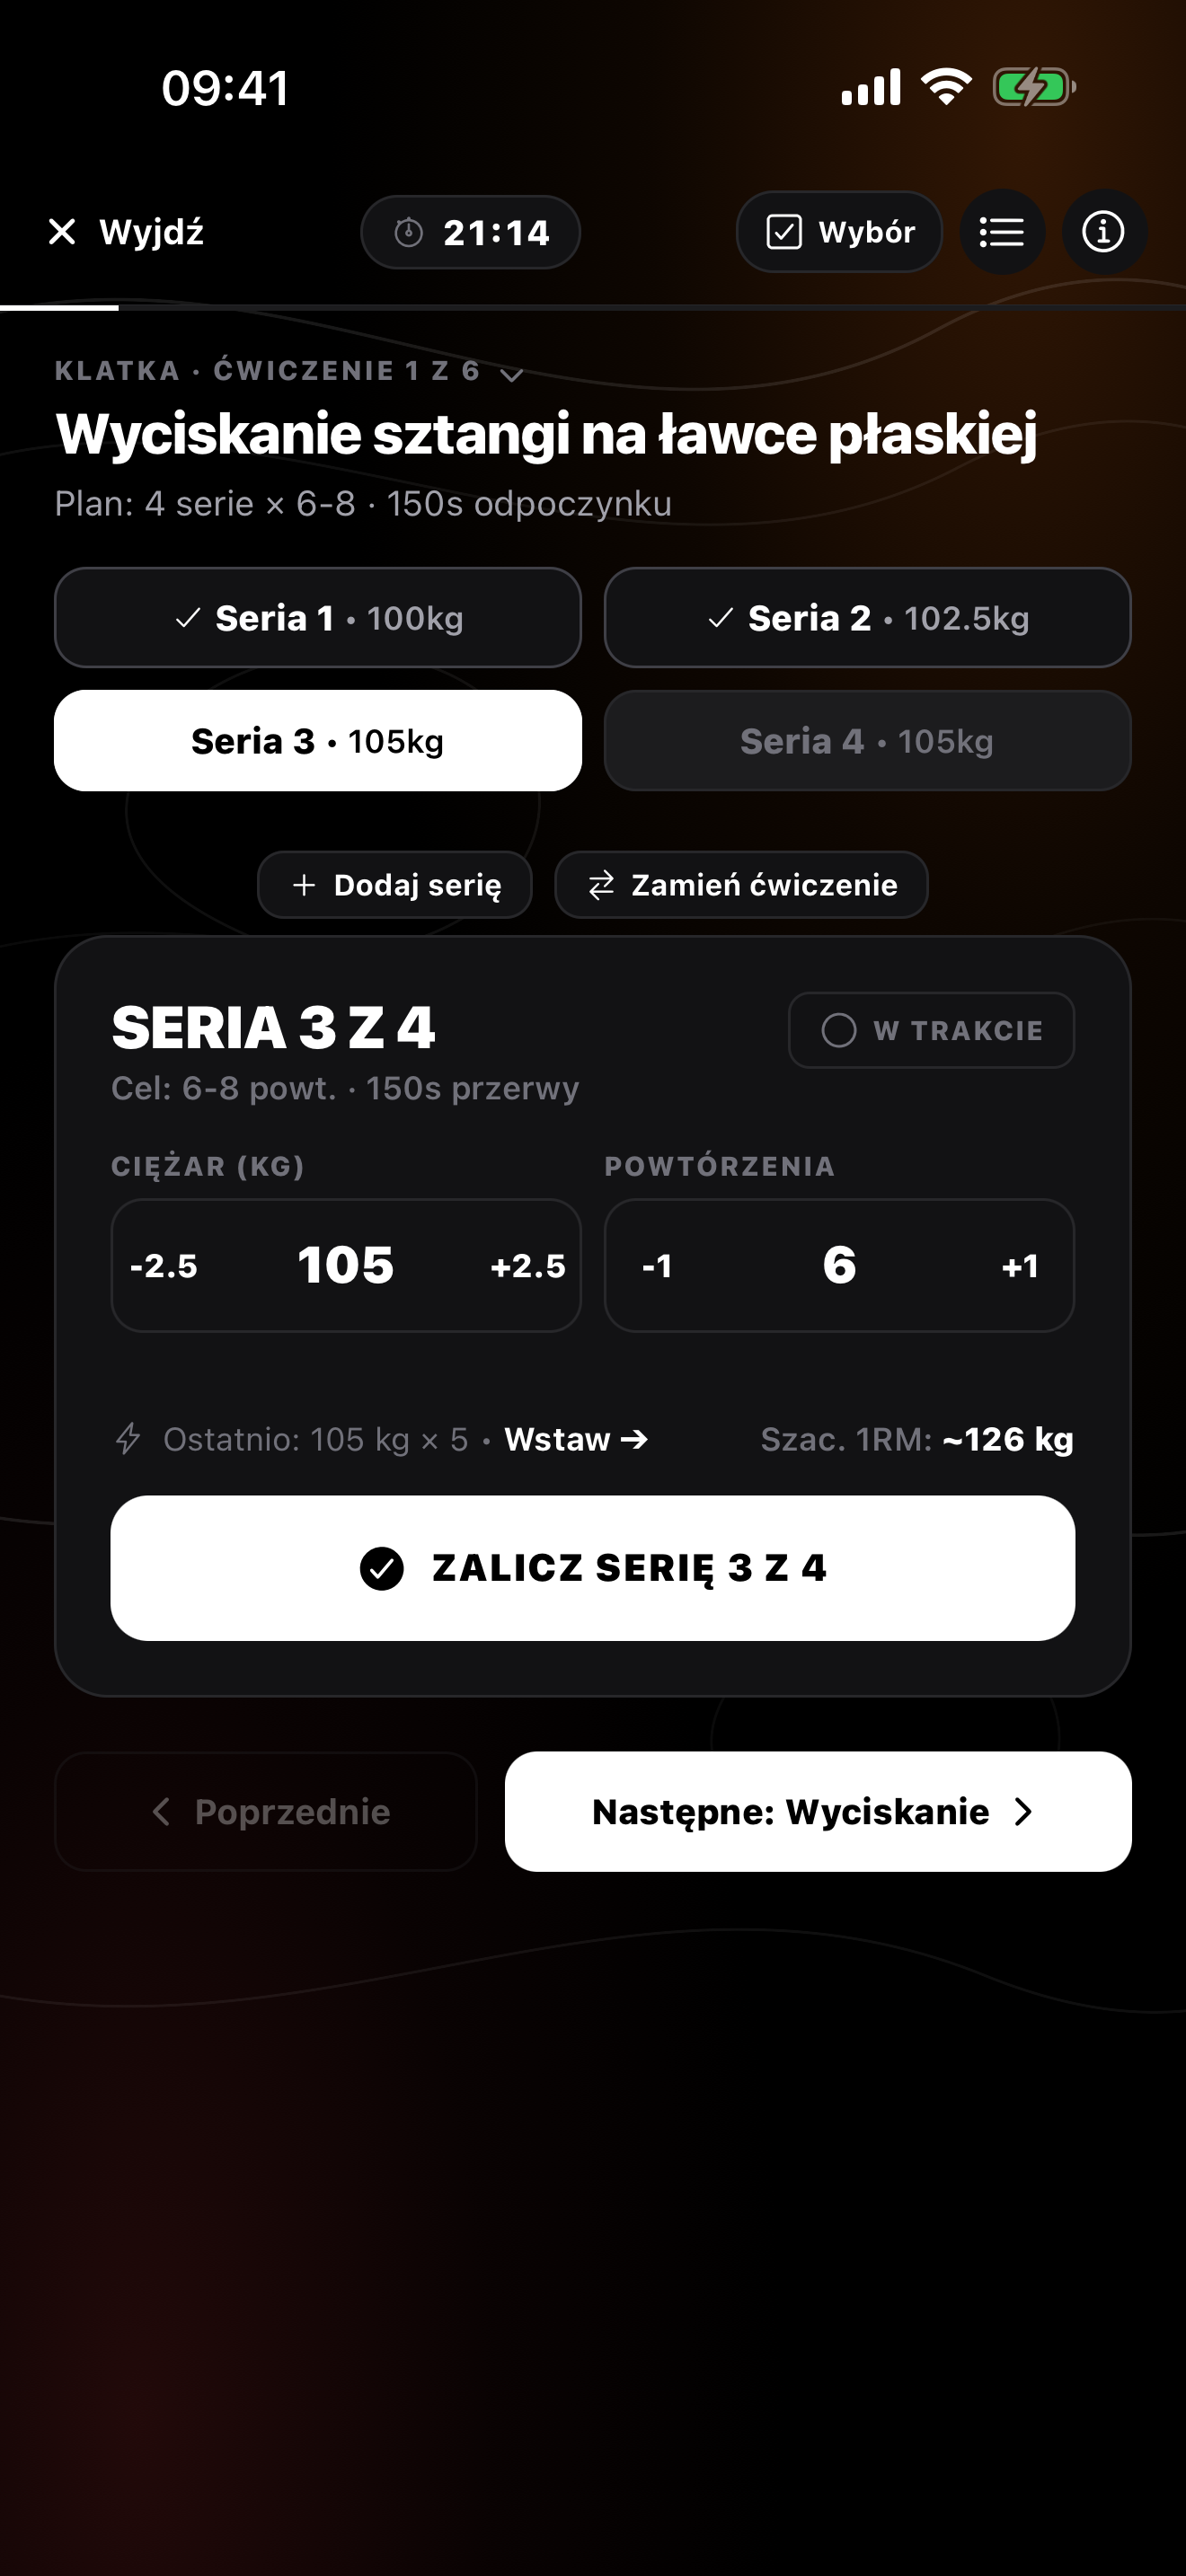 09:41
Wyjdź
21:14
Wybór
KLATKA · ĆWICZENIE 1 Z 6
Wyciskanie sztangi na ławce płaskiej
Plan: 4 serie × 6-8 · 150s odpoczynku
Seria 1 • 100kg
Seria 2 • 102.5kg
Seria 3 • 105kg
Seria 4 • 105kg
+ Dodaj serię
Zamień ćwiczenie
SERIA 3 Z 4
W TRAKCIE
Cel: 6-8 powt. · 150s przerwy
CIĘŻAR (KG)
POWTÓRZENIA
-2.5 105 +2.5
-1 6 +1
Ostatnio: 105 kg × 5 • Wstaw →
Szac. 1RM: ~126 kg
ZALICZ SERIĘ 3 Z 4
Poprzednie
Następne: Wyciskanie